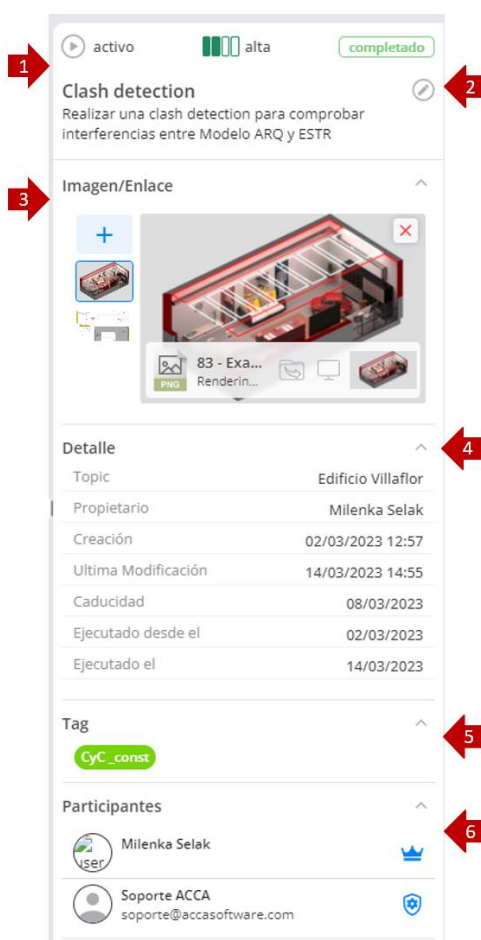 activo alta completado
1
2
Clash detection
Realizar una clash detection para comprobar
interferencias entre Modelo ARQ y ESTR
3
Imagen/Enlace
+
83 - Exa...
PNG Renderin...
Detalle
4
Topic Edificio Villaflor
Propietario Milenka Selak
Creación 02/03/2023 12:57
Ultima Modificación 14/03/2023 14:55
Caducidad 08/03/2023
Ejecutado desde el 02/03/2023
Ejecutado el 14/03/2023
Tag
5
CyC_const
Participantes
6
Milenka Selak
user
Soporte ACCA
soporte@accasoftware.com